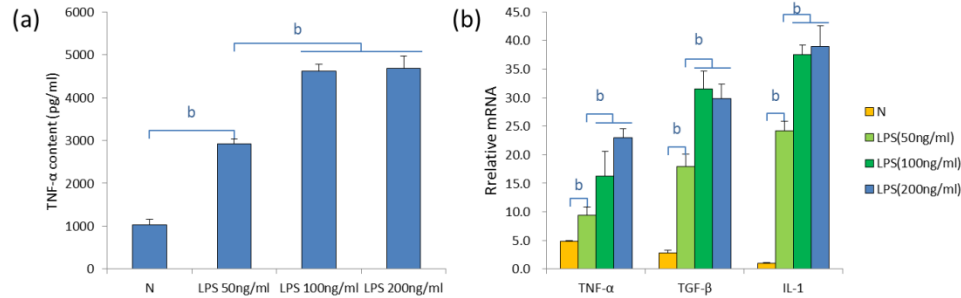 (a)
TNF-α content (pg/ml)
6000
5000
4000
3000
2000
1000
0
b
b
N
LPS 50ng/ml
LPS 100ng/ml
LPS 200ng/ml
(b)
Rrelative mRNA
45.0
40.0
35.0
30.0
25.0
20.0
15.0
10.0
5.0
0.0
b
b
b
b
b
b
TNF-α
TGF-β
IL-1
N
LPS(50ng/ml)
LPS(100ng/ml)
LPS(200ng/ml)